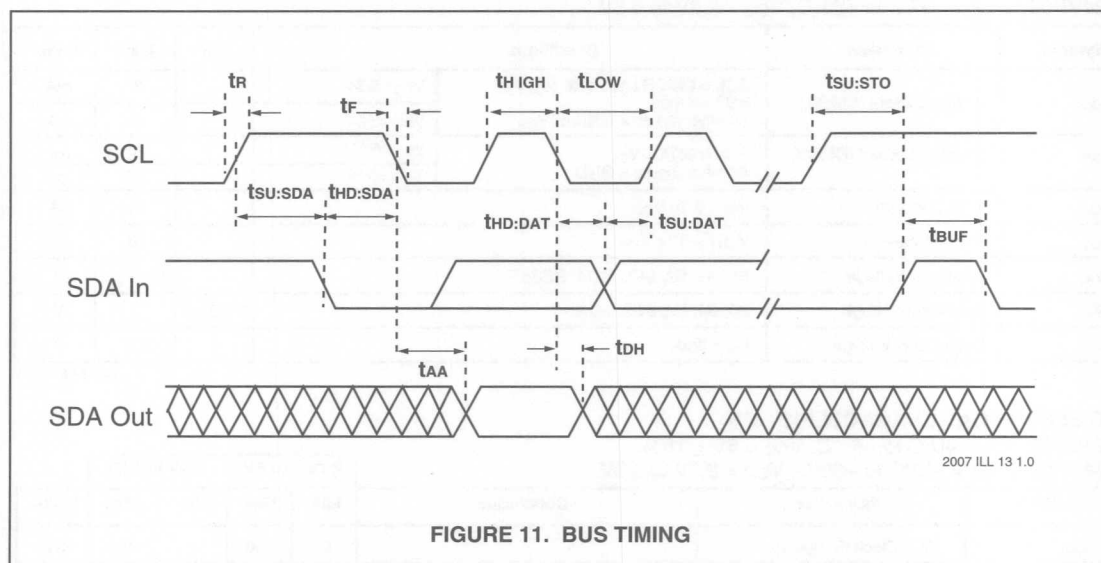 tR
tF
tH IGH
tLOW
tSU:STO
SCL
tSU:SDA
tHD:SDA
tHD:DAT
tSU:DAT
tBUF
SDA In
tAA
tDH
SDA Out
2007 ILL 13 1.0
FIGURE 11. BUS TIMING